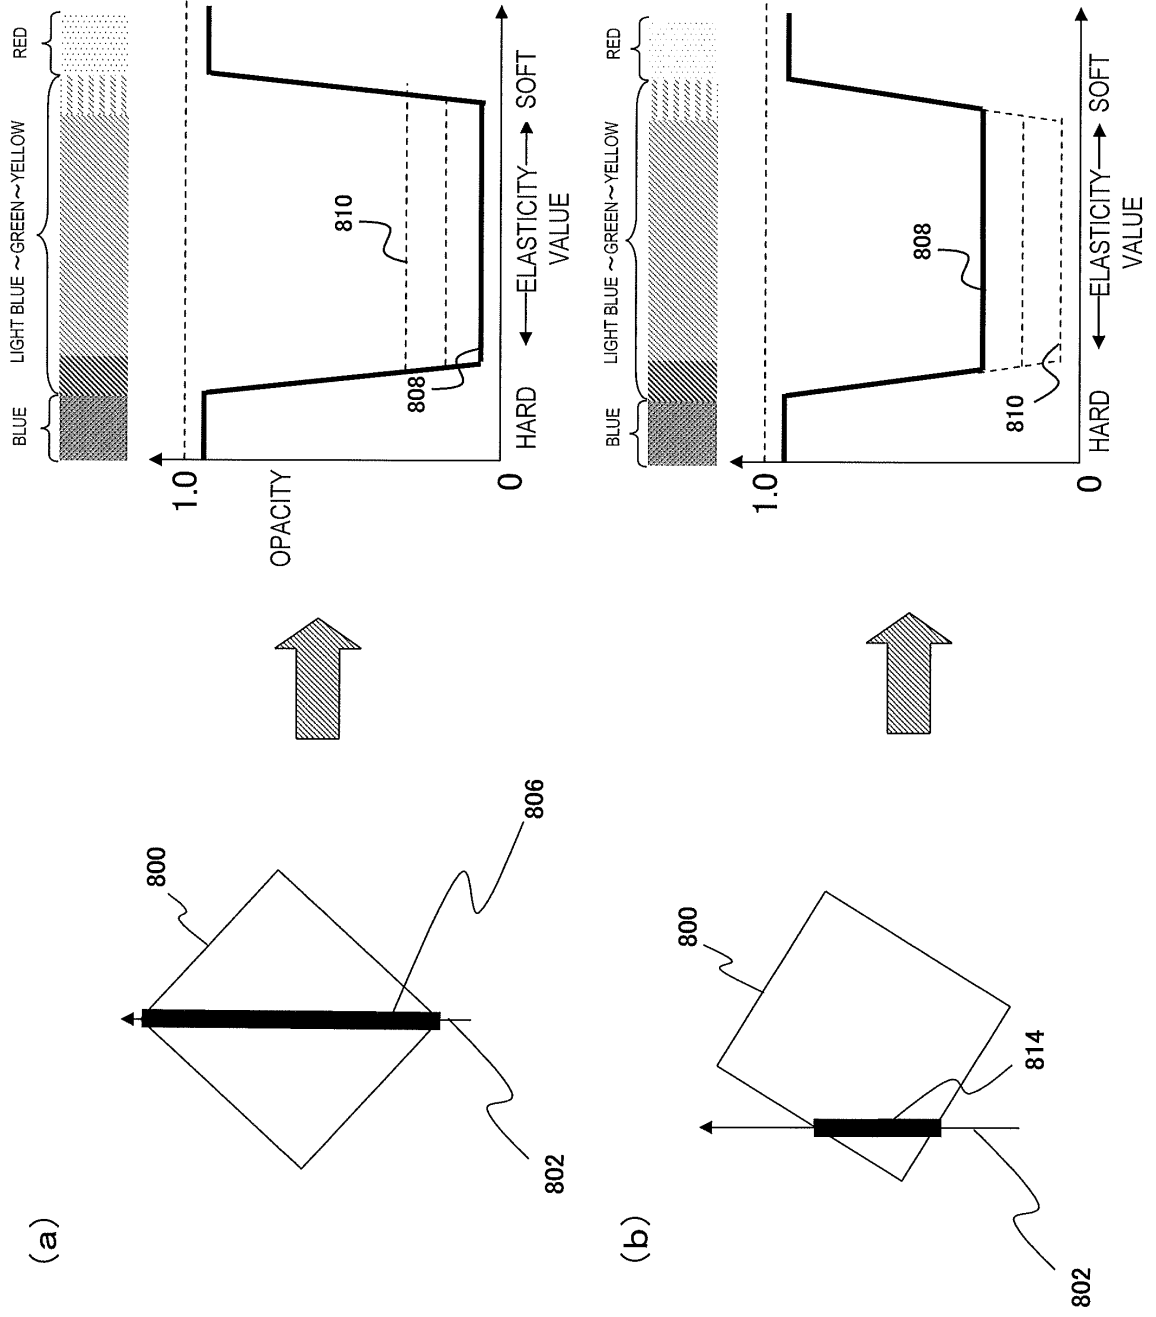 (a)
800
806
802
BLUE
LIGHT BLUE ~GREEN~YELLOW
RED
1.0
OPACITY
0
810
808
HARD
ELASTICITY
VALUE
SOFT
(b)
800
814
802
BLUE
LIGHT BLUE ~GREEN~YELLOW
RED
1.0
0
808
810
HARD
ELASTICITY
VALUE
SOFT